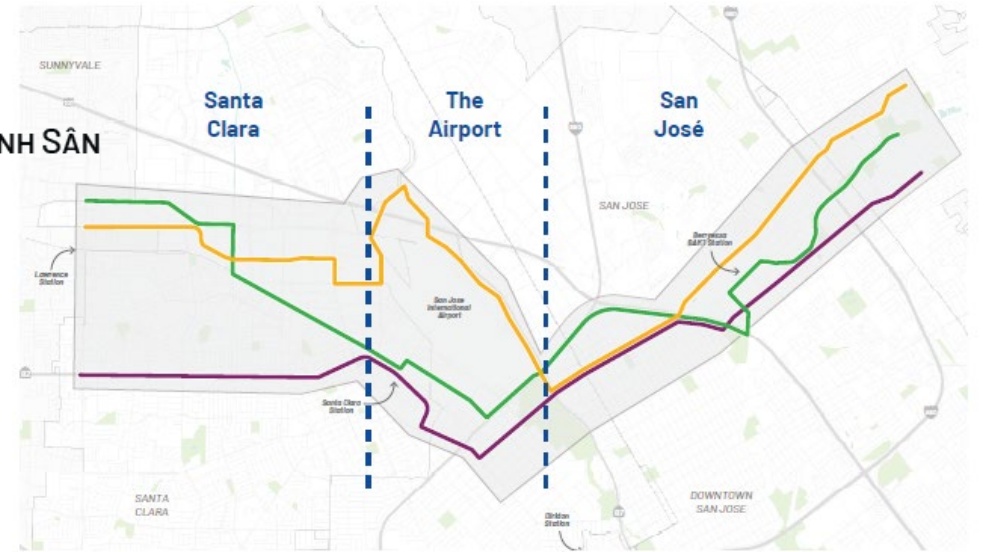 SUNNYVALE
Santa
Clara
The
Airport
San
José
NH SÂN
SAN JOSE
Berryessa
BART Station
Lawrence
Station
San Jose
International
Airport
Santa Clara
Station
SANTA
CLARA
DOWNTOWN
SAN JOSE
Diridon
Station